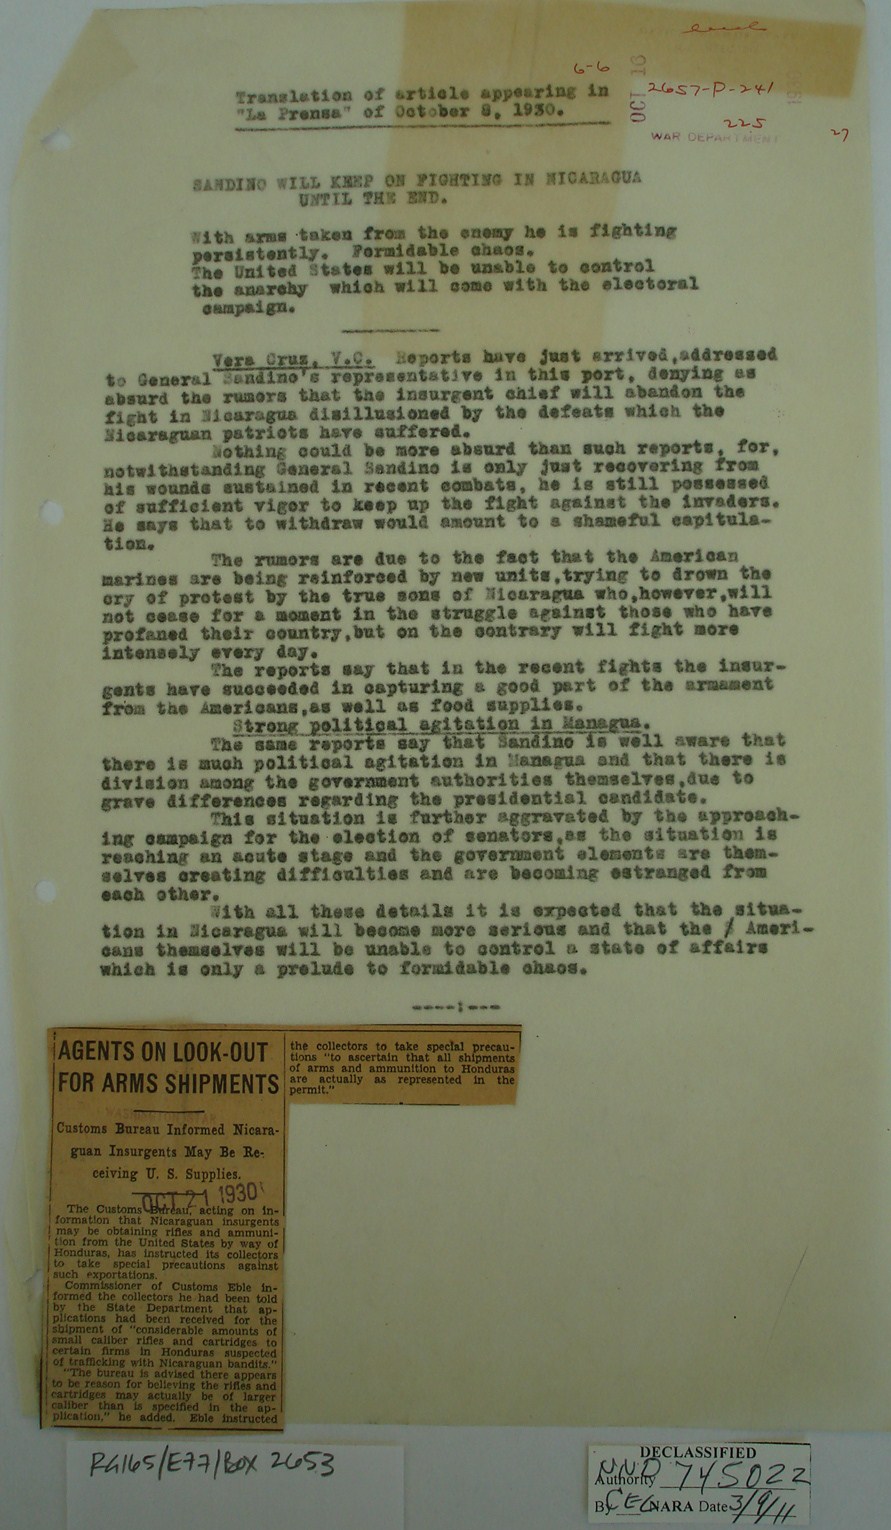 6-6
OCT 18
2657-P-241
225
WAR DEPARTMENT
27
Translation of article appearing in
"La Prensa" of October 8, 1930.
SANDINO WILL KEEP ON FIGHTING IN NICARAGUA
UNTIL THE END.
With arms taken from the enemy he is fighting
persistently. Formidable chaos.
The United States will be unable to control
the anarchy which will come with the electoral
campaign.
Vera Cruz, V.C. Reports have just arrived,addressed
to General Sandino's representative in this port, denying as
absurd the rumors that the insurgent chief will abandon the
fight in Nicaragua disillusioned by the defeats which the
Nicaraguan patriots have suffered.
Nothing could be more absurd than such reports, for,
notwithstanding General Sandino is only just recovering from
his wounds sustained in recent combats, he is still possessed
of sufficient vigor to keep up the fight against the invaders.
He says that to withdraw would amount to a shameful capitula-
tion.
The rumors are due to the fact that the American
marines are being reinforced by new units,trying to drown the
cry of protest by the true sons of Nicaragua who,however,will
not cease for a moment in the struggle against those who have
profaned their country,but on the contrary will fight more
intensely every day.
The reports say that in the recent fights the insur-
gents have succeeded in capturing a good part of the armament
from the Americans,as well as food supplies.
Strong political agitation in Managua.
The same reports say that Sandino is well aware that
there is much political agitation in Managua and that there is
division among the government authorities themselves,due to
grave differences regarding the presidential candidate.
This situation is further aggravated by the approach-
ing campaign for the election of senators,as the situation is
reaching an acute stage and the government elements are them-
selves creating difficulties and are becoming estranged from
each other.
With all these details it is expected that the situa-
tion in Nicaragua will become more serious and that the / Ameri-
cans themselves will be unable to control a state of affairs
which is only a prelude to formidable chaos.
----:---
AGENTS ON LOOK-OUT
FOR ARMS SHIPMENTS
Customs Bureau Informed Nicara-
guan Insurgents May Be Re-
ceiving U. S. Supplies.
OCT 21 1930
The Customs Bureau, acting on in-
formation that Nicaraguan insurgents
may be obtaining rifles and ammuni-
tion from the United States by way of
Honduras, has instructed its collectors
to take special precautions against
such exportations.
Commissioner of Customs Eble in-
formed the collectors he had been told
by the State Department that ap-
plications had been received for the
shipment of "considerable amounts of
small caliber rifles and cartridges to
certain firms in Honduras suspected
of trafficking with Nicaraguan bandits."
"The bureau is advised there appears
to be reason for believing the rifles and
cartridges may actually be of larger
caliber than is specified in the ap-
plication," he added. Eble instructed
the collectors to take special precau-
tions "to ascertain that all shipments
of arms and ammunition to Honduras
are actually as represented in the
permit."
RG165/E77/BOX 2653
DECLASSIFIED
Authority NND 745022
By CEG NARA Date 3/9/11